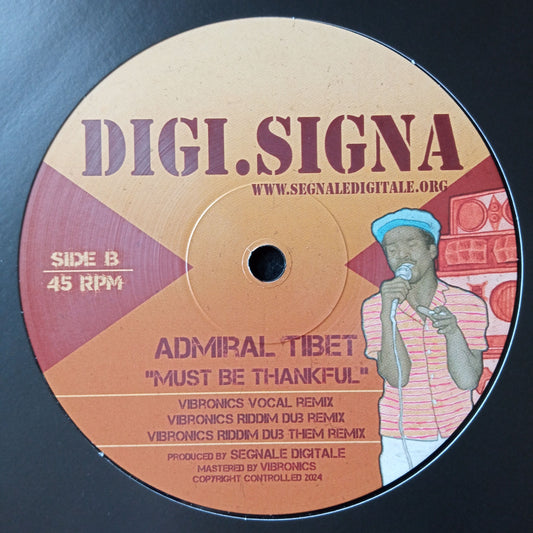 DIGI.SIGNA
WWW.SEGNALEDIGITALE.ORG
SIDE B
45 RPM
ADMIRAL TIBET
"MUST BE THANKFUL"
VIBRONICS VOCAL REMIX
VIBRONICS RIDDIM DUB REMIX
VIBRONICS RIDDIM DUB THEM REMIX
PRODUCED BY SEGNALE DIGITALE
MASTERED BY VIBRONICS
COPYRIGHT CONTROLLED 2024